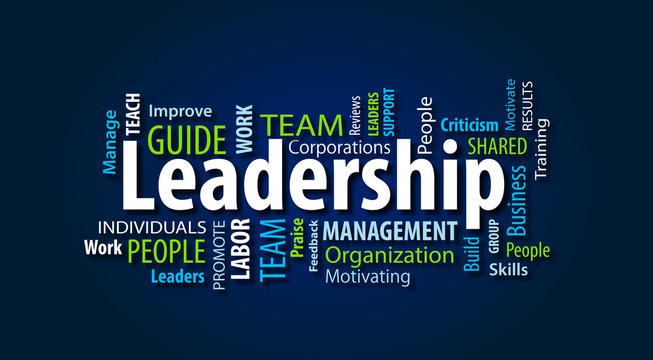 Manage
TEACH
Improve
GUIDE
WORK
TEAM
Corporations
Reviews
LEADERS
SUPPORT
People
Criticism
SHARED
Motivate
RESULTS
Training
Leadership
INDIVIDUALS
Work
PEOPLE
Leaders
PROMOTE
LABOR
TEAM
Praise
Feedback
MANAGEMENT
Organization
Motivating
Build
GROUP
Business
People
Skills